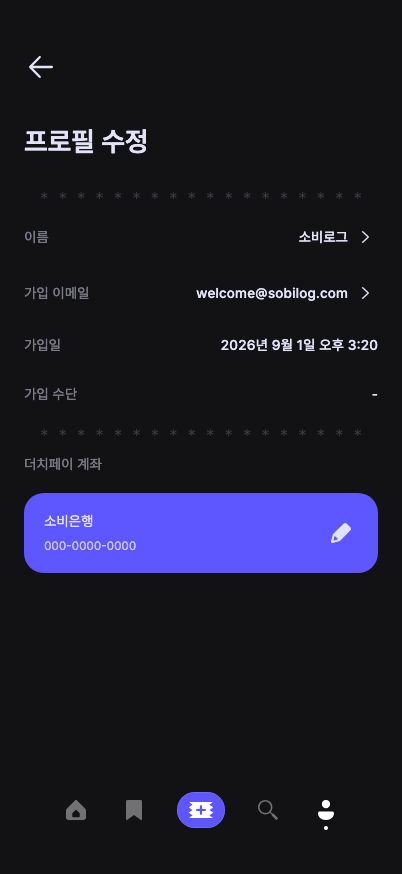 프로필 수정
* * * * * * * * * * * * * * * * * *
이름 소비로그
가입 이메일 welcome@sobilog.com
가입일 2026년 9월 1일 오후 3:20
가입 수단 -
* * * * * * * * * * * * * * * * * *
더치페이 계좌
소비은행
000-0000-0000